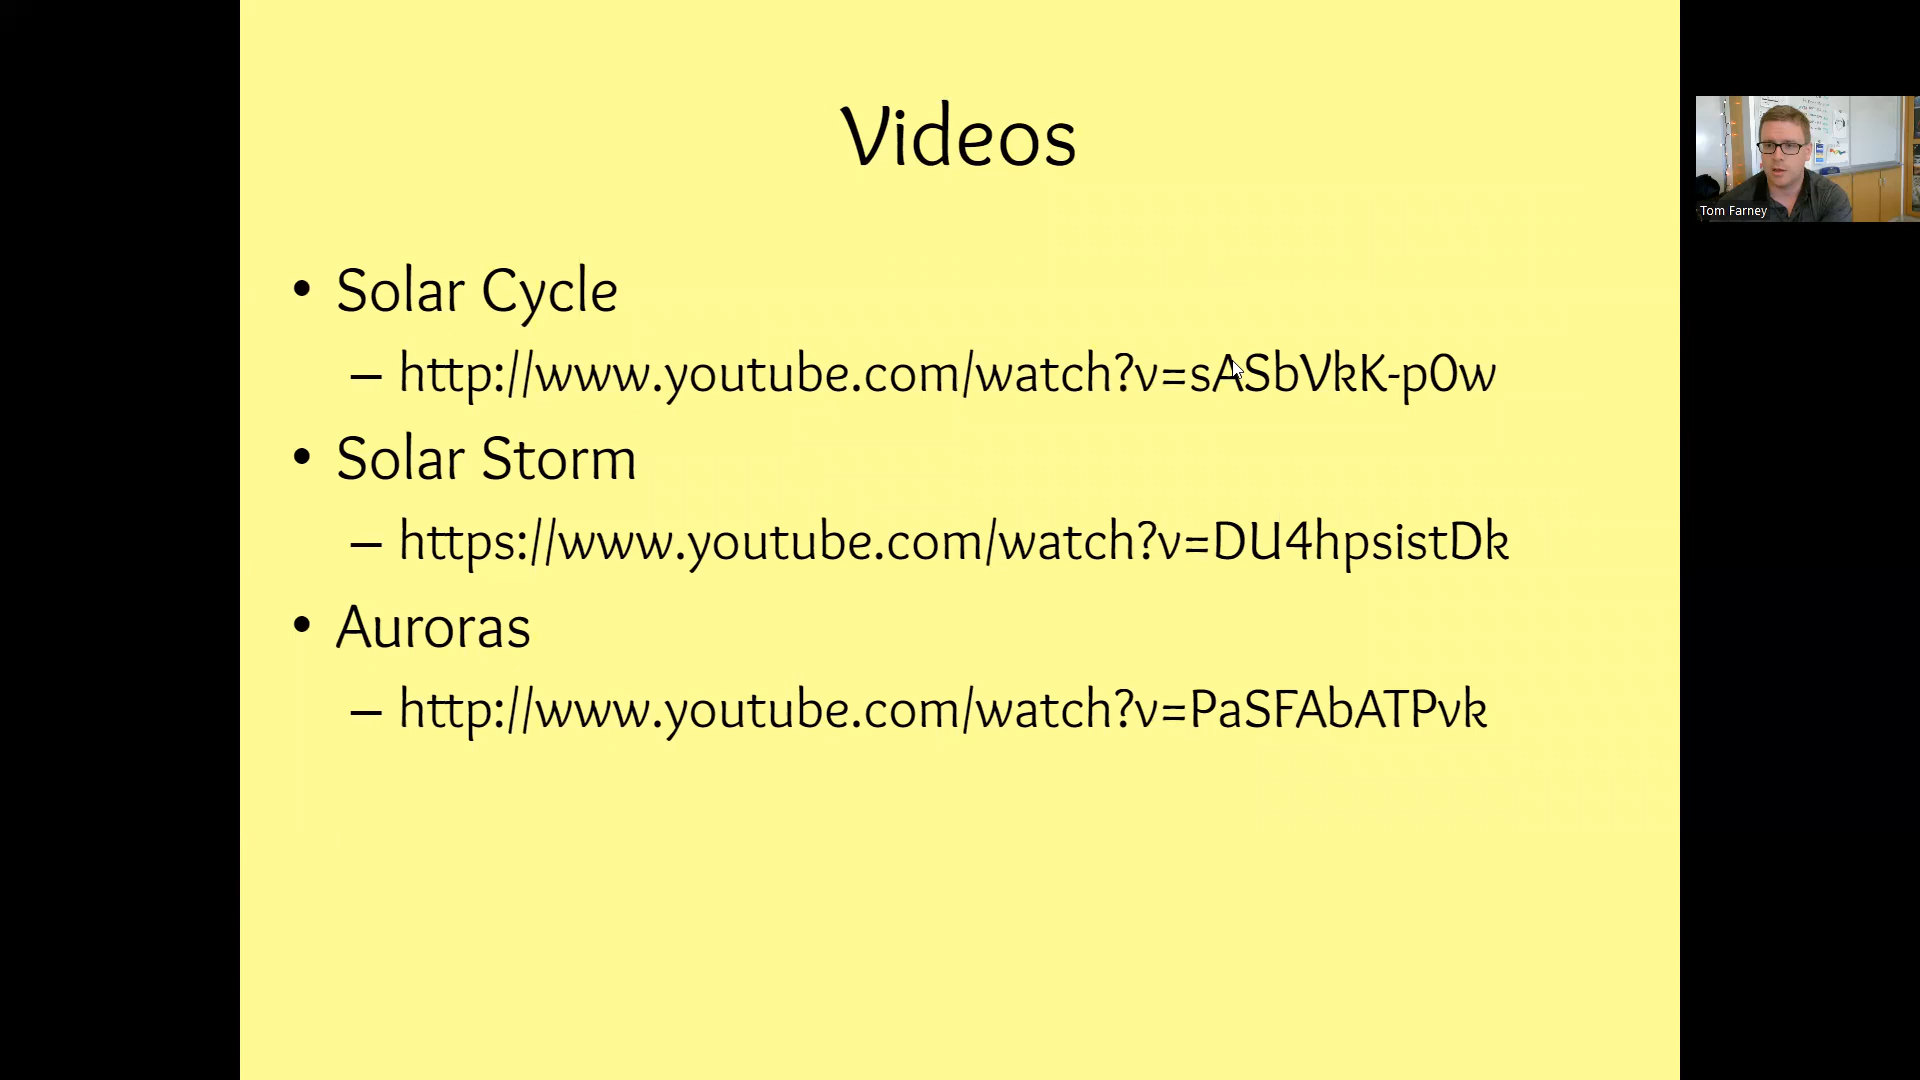 Videos
• Solar Cycle
– http://www.youtube.com/watch?v=sASbVkK-p0w
• Solar Storm
– https://www.youtube.com/watch?v=DU4hpsistDk
• Auroras
– http://www.youtube.com/watch?v=PaSFAbATPvk
Tom Farney